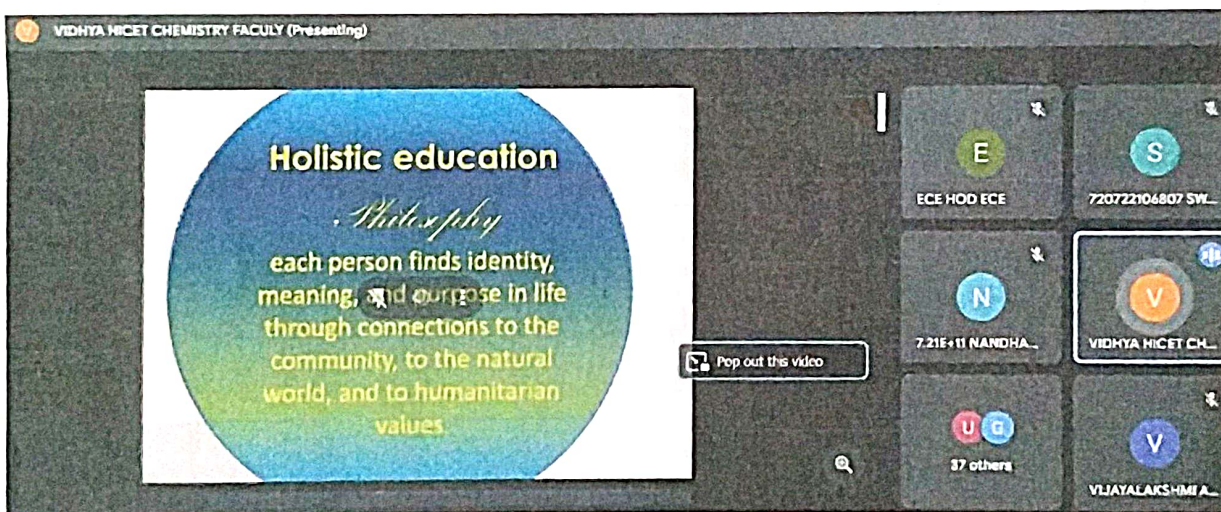 V
VIDHYA HICET CHEMISTRY FACULY (Presenting)
Holistic education
Philosophy
each person finds identity,
meaning, and purpose in life
through connections to the
community, to the natural
world, and to humanitarian
values
Pop out this video
E
ECE HOD ECE
S
720722106807 SW...
N
7.21E+11 NANDHA...
V
VIDHYA HICET CH...
U G
37 others
V
VIJAYALAKSHMI A...